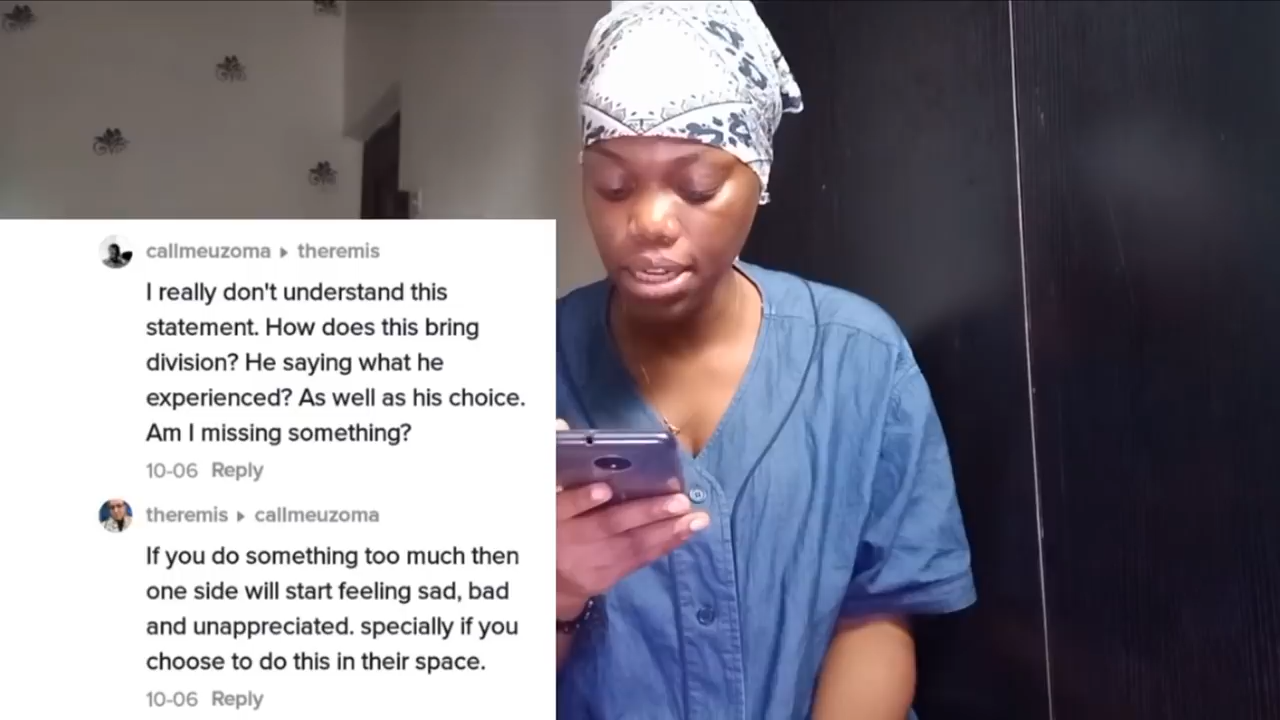 callmeuzoma ▸ theremis
I really don't understand this
statement. How does this bring
division? He saying what he
experienced? As well as his choice.
Am I missing something?
10-06 Reply
theremis ▸ callmeuzoma
If you do something too much then
one side will start feeling sad, bad
and unappreciated. specially if you
choose to do this in their space.
10-06 Reply